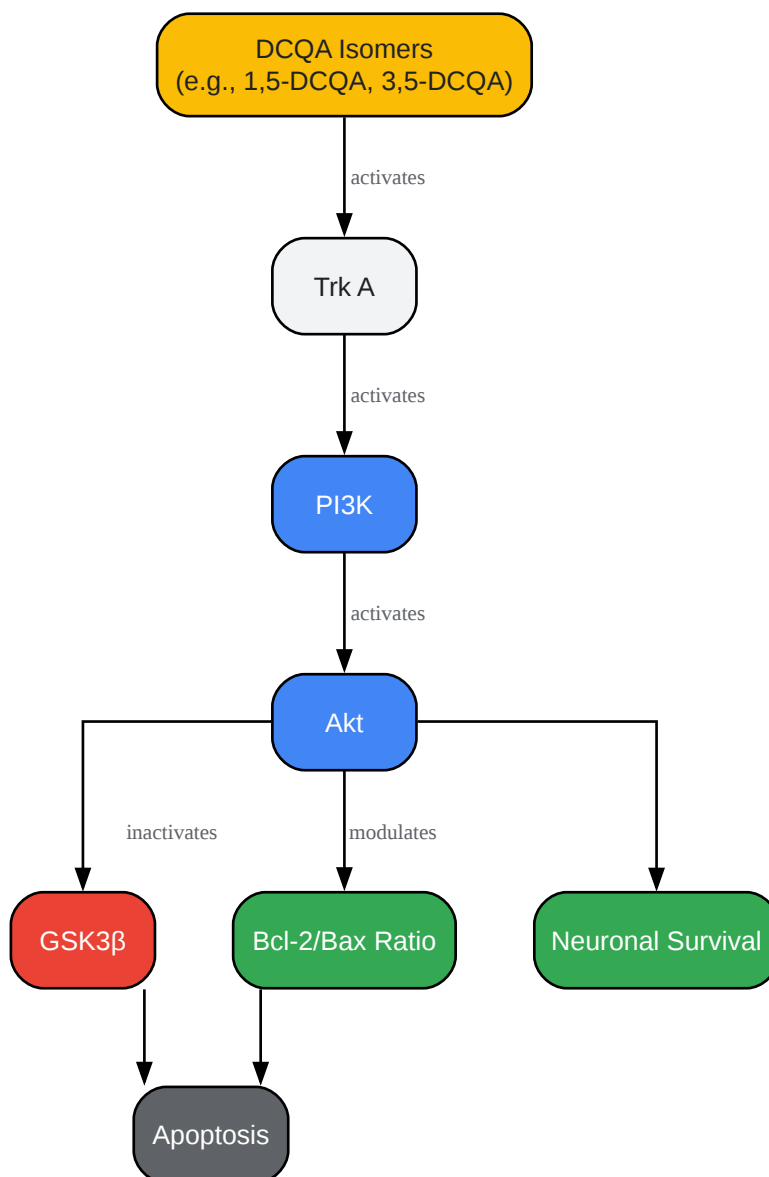 DCQA Isomers
(e.g., 1,5-DCQA, 3,5-DCQA)
activates
Trk A
activates
PI3K
activates
Akt
inactivates
modulates
GSK3β
Bcl-2/Bax Ratio
Neuronal Survival
Apoptosis